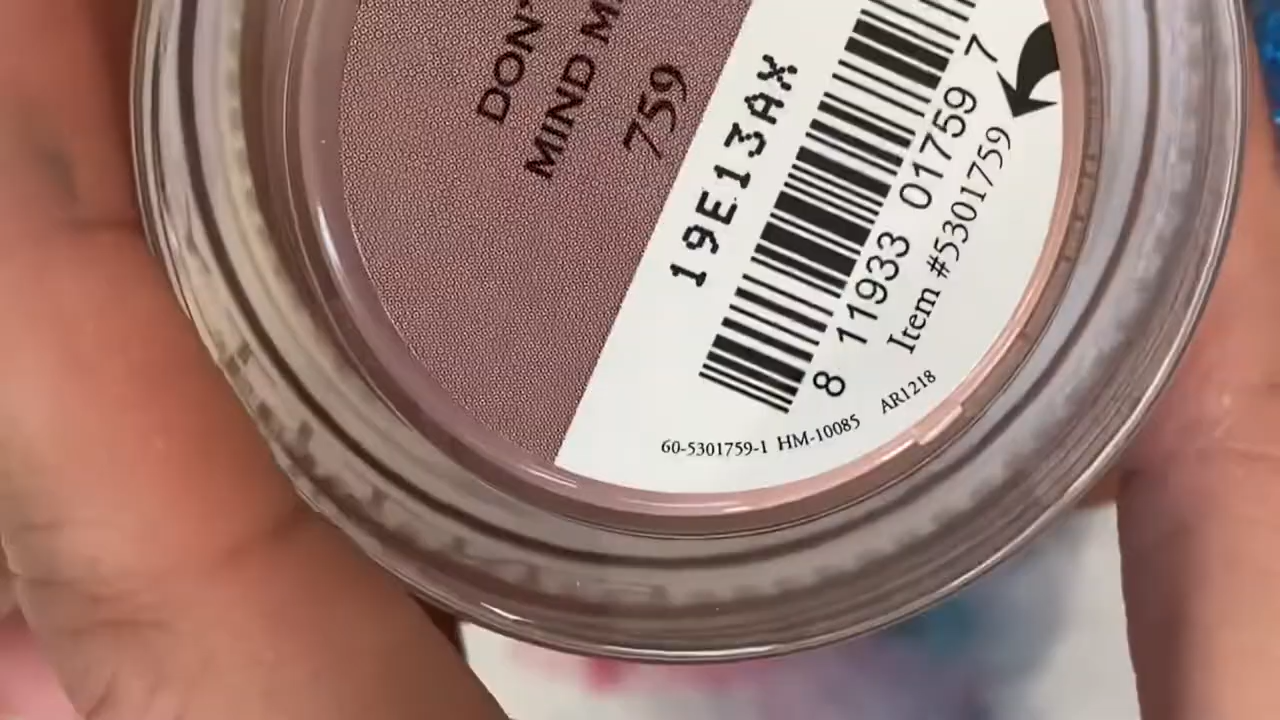 DON'
MIND M
759
19E13AX
8 11933 01759 7
Item #5301759
60-5301759-1 HM-10085 AR1218